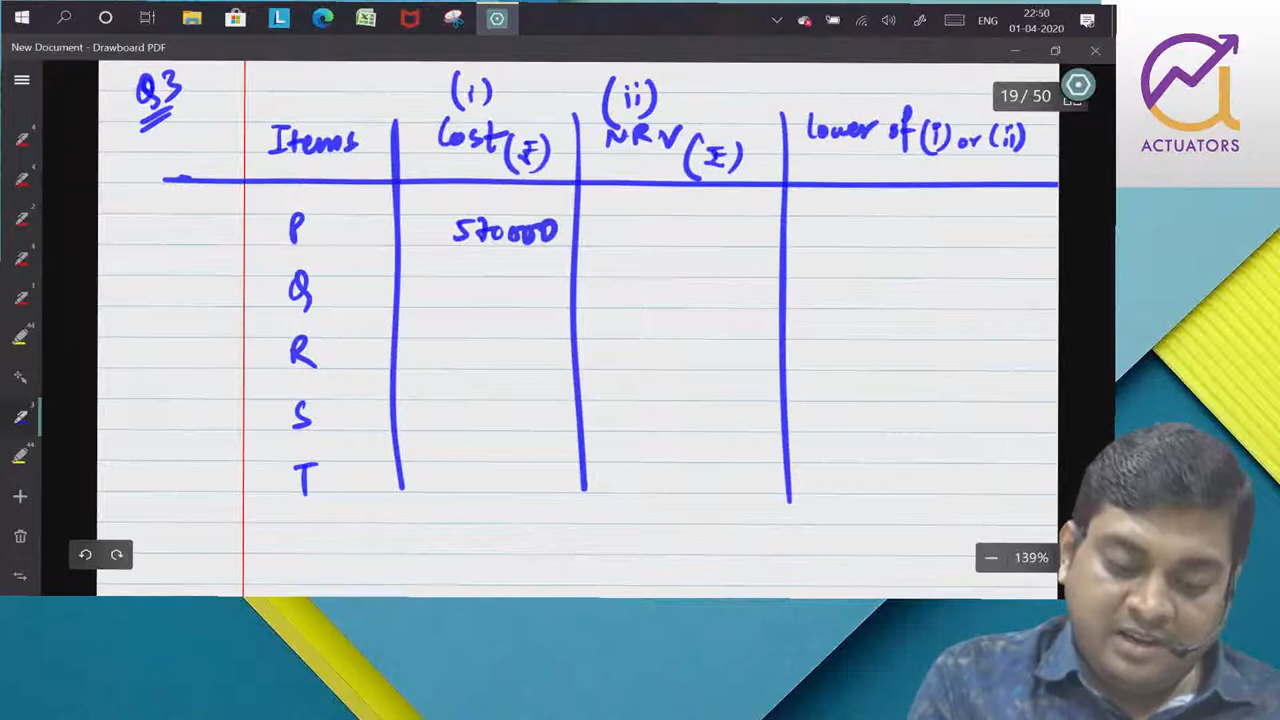 ENG
22:50
01-04-2020
New Document - Drawboard PDF
19 / 50
ACTUATORS
Q3
(i) (ii)
Items Cost (₹) NRV (₹) Lower of (i) or (ii)
P 570000
Q
R
S
T
139%